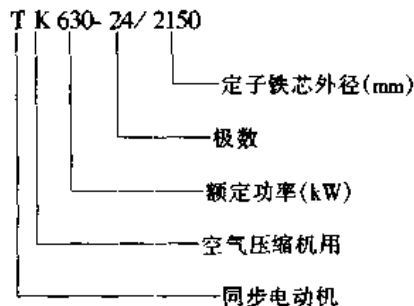 TK630-24/2150
定子铁芯外径(mm)
极数
额定功率(kW)
空气压缩机用
同步电动机